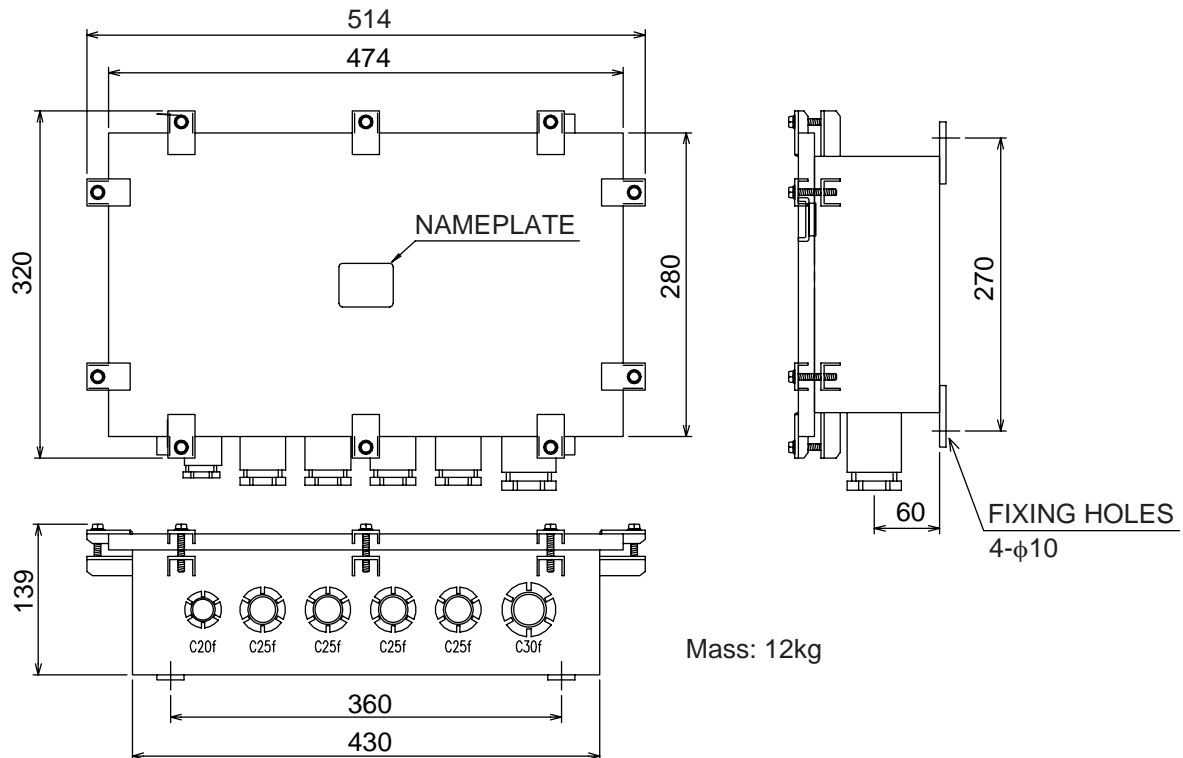 514
474
NAMEPLATE
320
280
270
60
FIXING HOLES
4-ϕ10
139
C20f C25f C25f C25f C25f C30f
Mass: 12kg
360
430